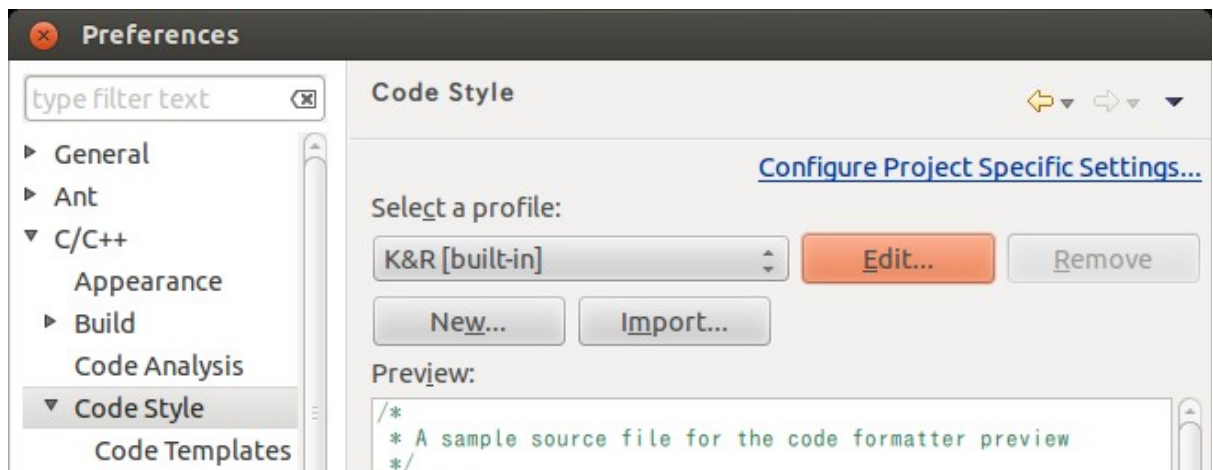 Preferences
type filter text
General
Ant
C/C++
Appearance
Build
Code Analysis
Code Style
Code Templates
Code Style
Configure Project Specific Settings...
Select a profile:
K&R [built-in] Edit... Remove
New... Import...
Preview:
/*
* A sample source file for the code formatter preview
*/